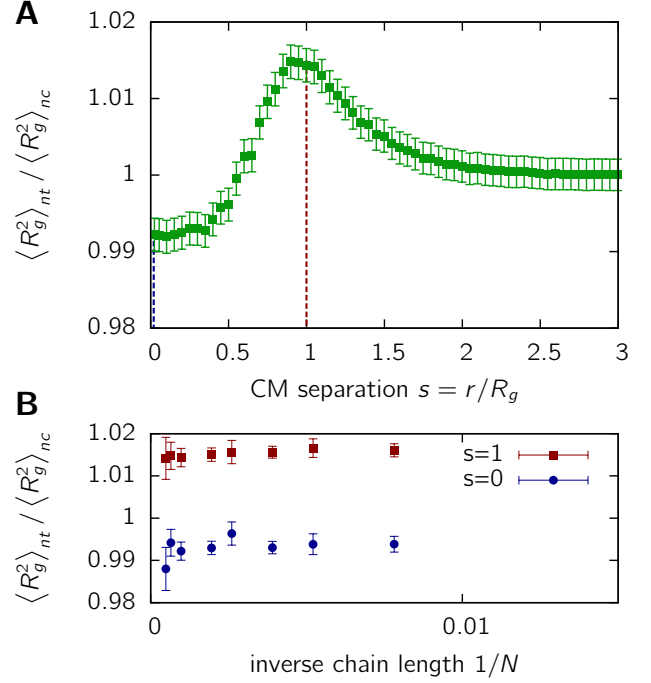 A
⟨R_g^2⟩_nt / ⟨R_g^2⟩_nc
1.02
1.01
1
0.99
0.98
0 0.5 1 1.5 2 2.5 3
CM separation s = r/R_g
B
⟨R_g^2⟩_nt / ⟨R_g^2⟩_nc
1.02
1.01
1
0.99
0.98
s=1
s=0
0 0.01
inverse chain length 1/N